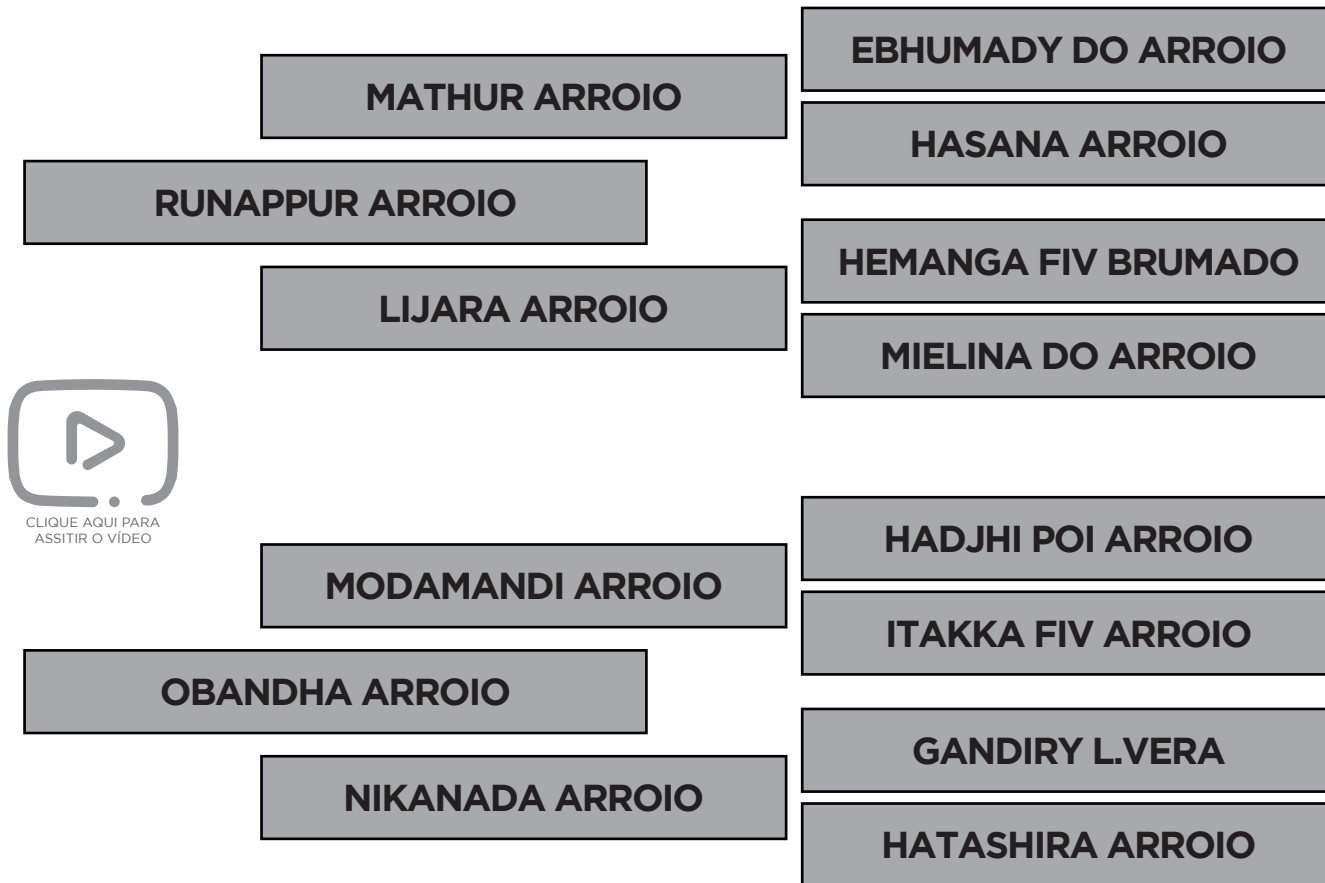 EBHUMADY DO ARROIO
MATHUR ARROIO
HASANA ARROIO
RUNAPPUR ARROIO
HEMANGA FIV BRUMADO
LIJARA ARROIO
MIELINA DO ARROIO
CLIQUE AQUI PARA
ASSITIR O VÍDEO
HADJHI POI ARROIO
MODAMANDI ARROIO
ITAKKA FIV ARROIO
OBANDHA ARROIO
GANDIRY L.VERA
NIKANADA ARROIO
HATASHIRA ARROIO